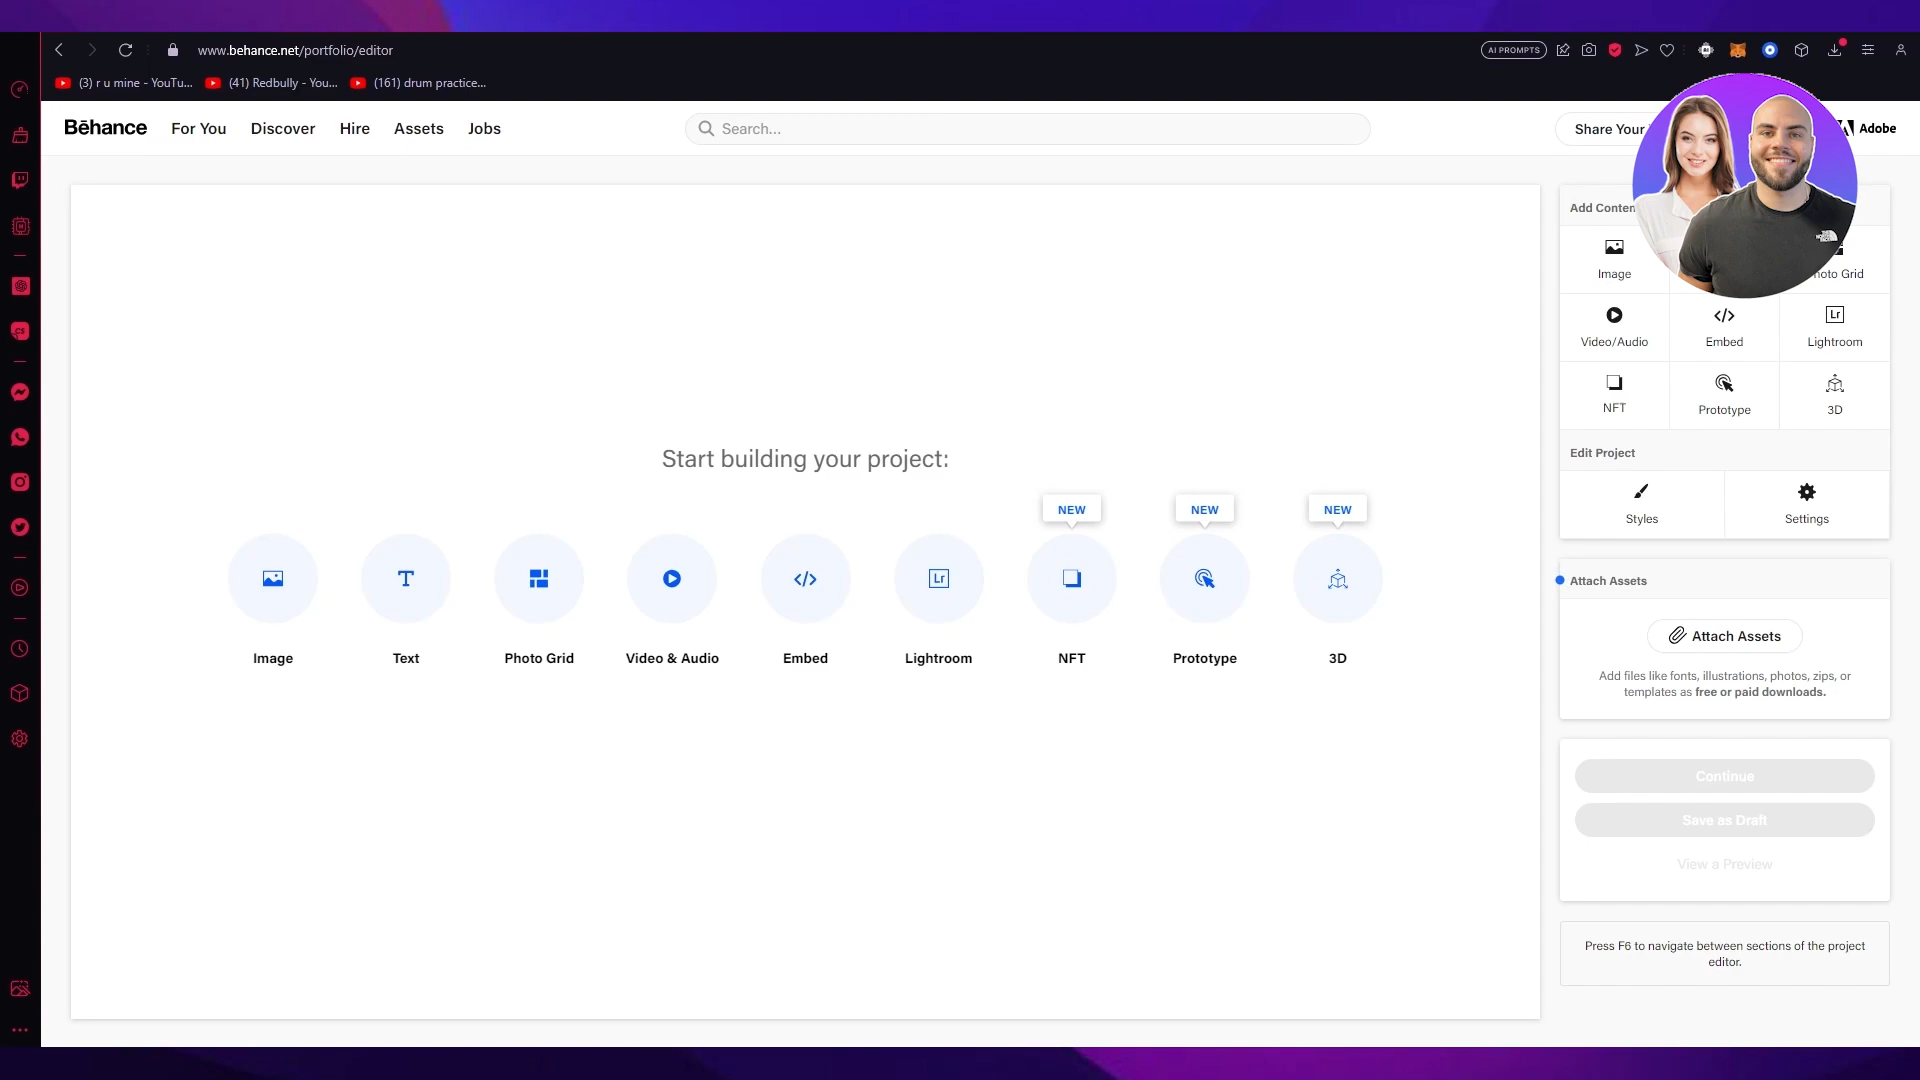 www.behance.net/portfolio/editor
AI PROMPTS
(3) r u mine - YouTu...
(41) Redbully - You...
(161) drum practice...
Bēhance
For You
Discover
Hire
Assets
Jobs
Search...
Share Your
Adobe
Start building your project:
NEW
NEW
NEW
Image
Text
Photo Grid
Video & Audio
Embed
Lightroom
NFT
Prototype
3D
Add Conten
Image
hoto Grid
Video/Audio
Embed
Lightroom
NFT
Prototype
3D
Edit Project
Styles
Settings
Attach Assets
Attach Assets
Add files like fonts, illustrations, photos, zips, or
templates as free or paid downloads.
Continue
Save as Draft
View a Preview
Press F6 to navigate between sections of the project
editor.